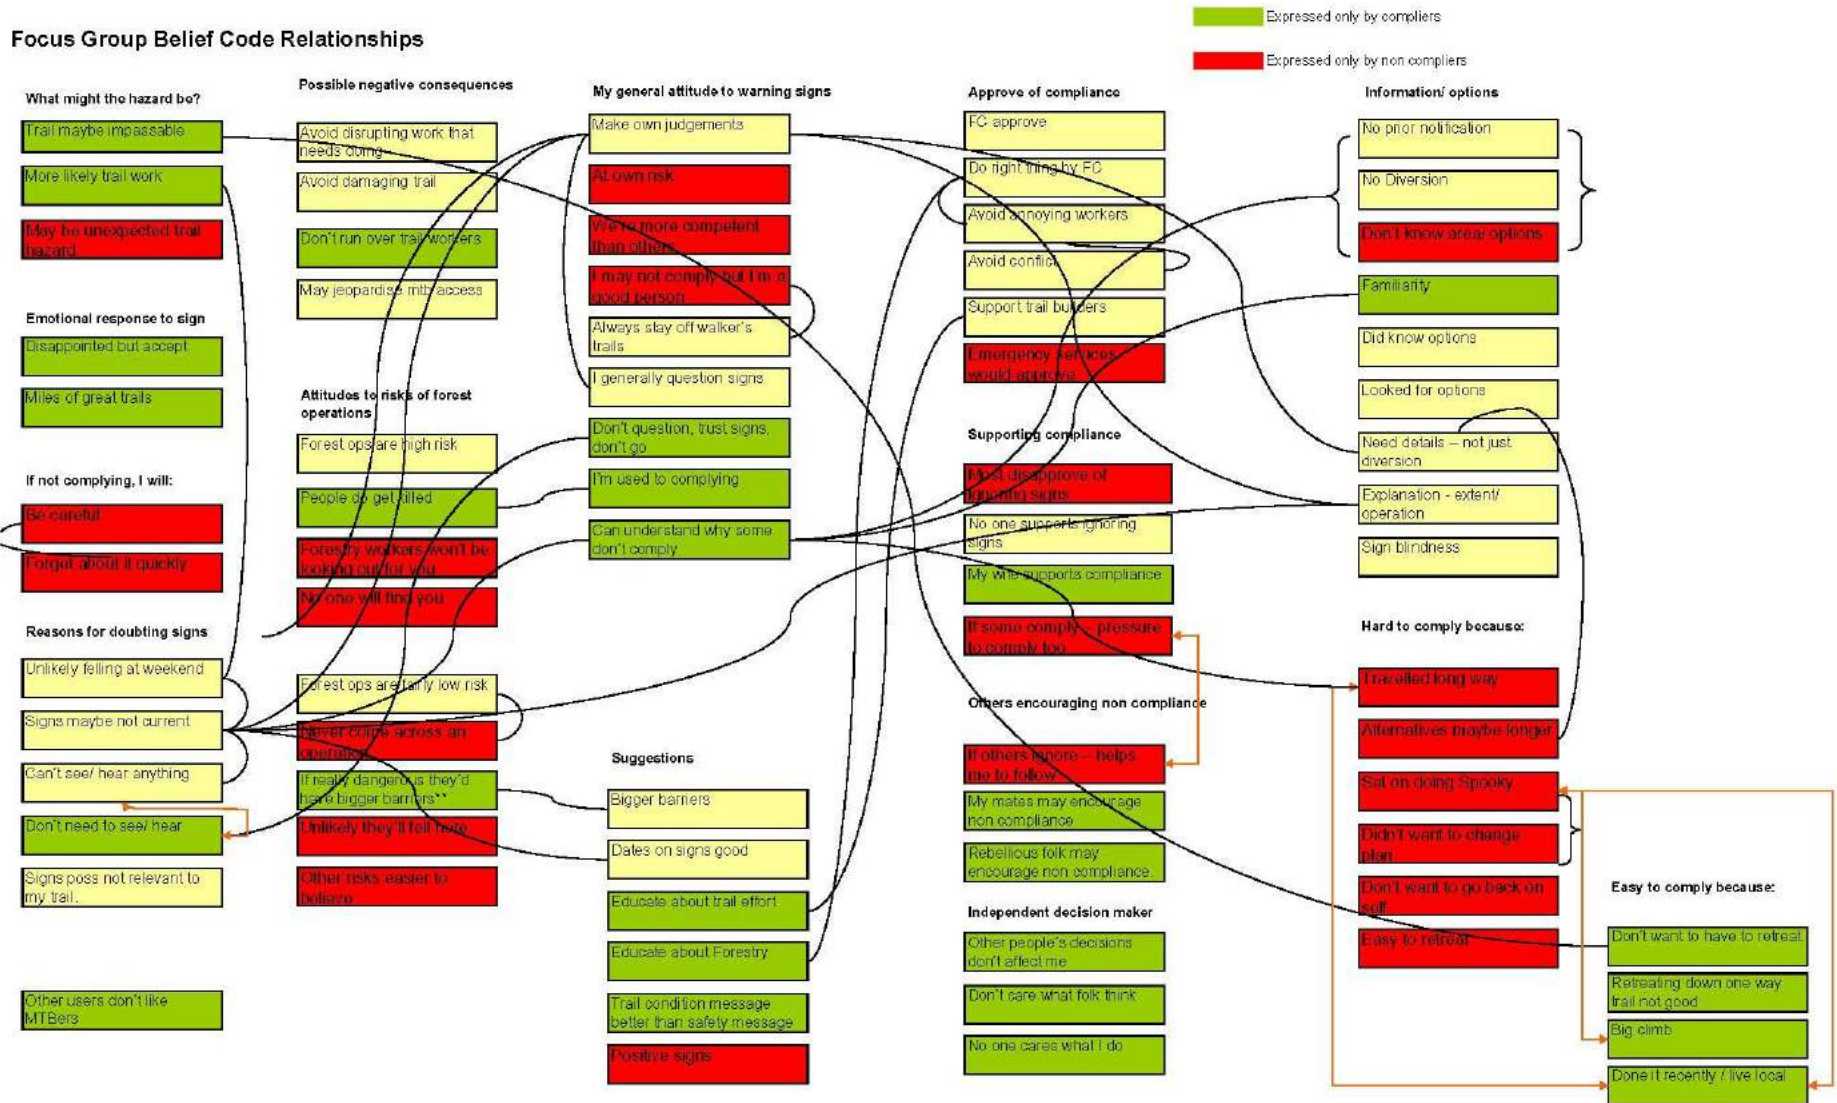 Expressed only by compliers
Focus Group Belief Code Relationships
Expressed only by non compliers
What might the hazard be?
Trail maybe impassable
More likely trail work
May be unexpected trail
hazard
Emotional response to sign
Disappointed but accept
Miles of great trails
If not complying, I will:
Be careful
Forget about it quickly
Reasons for doubting signs
Unlikely felling at weekend
Signs maybe not current
Can't see/ hear anything
Don't need to see/ hear
Signs poss not relevant to
my trail.
Other users don't like
MTBers
Possible negative consequences
Avoid disrupting work that
needs doing
Avoid damaging trail
Don't run over trail workers
May jeopardise mtb access
Attitudes to risks of forest
operations
Forest ops are high risk
People do get killed
Forestry workers won't be
looking out for you
No one will find you
Forest ops are fairly low risk
Never come across an
operation
If really dangerous they'd
have bigger barriers**
Unlikely they'll fell here
Other risks easier to
believe
My general attitude to warning signs
Make own judgements
At own risk
We're more competent
than others
I may not comply but I'm a
good person
Always stay off walker's
trails
I generally question signs
Don't question, trust signs,
don't go
I'm used to complying
Can understand why some
don't comply
Suggestions
Bigger barriers
Dates on signs good
Educate about trail effort
Educate about Forestry
Trail condition message
better than safety message
Positive signs
Approve of compliance
FC approve
Do right thing by FC
Avoid annoying workers
Avoid conflict
Support trail builders
Emergency services
would approve
Supporting compliance
Most disapprove of
ignoring signs
No one supports ignoring
signs
My wife supports compliance
If some comply – pressure
to comply too
Others encouraging non compliance
If others ignore – helps
me to follow
My mates may encourage
non compliance
Rebellious folk may
encourage non compliance.
Independent decision maker
Other people's decisions
don't affect me
Don't care what folk think
No one cares what I do
Information/ options
No prior notification
No Diversion
Don't know area/ options
Familiarity
Did know options
Looked for options
Need details – not just
diversion
Explanation - extent/
operation
Sign blindness
Hard to comply because:
Travelled long way
Alternatives maybe longer
Set on doing Spooky
Didn't want to change
plan
Don't want to go back on
self
Easy to retreat
Easy to comply because:
Don't want to have to retreat
Retreating down one way
trail not good
Big climb
Done it recently / live local